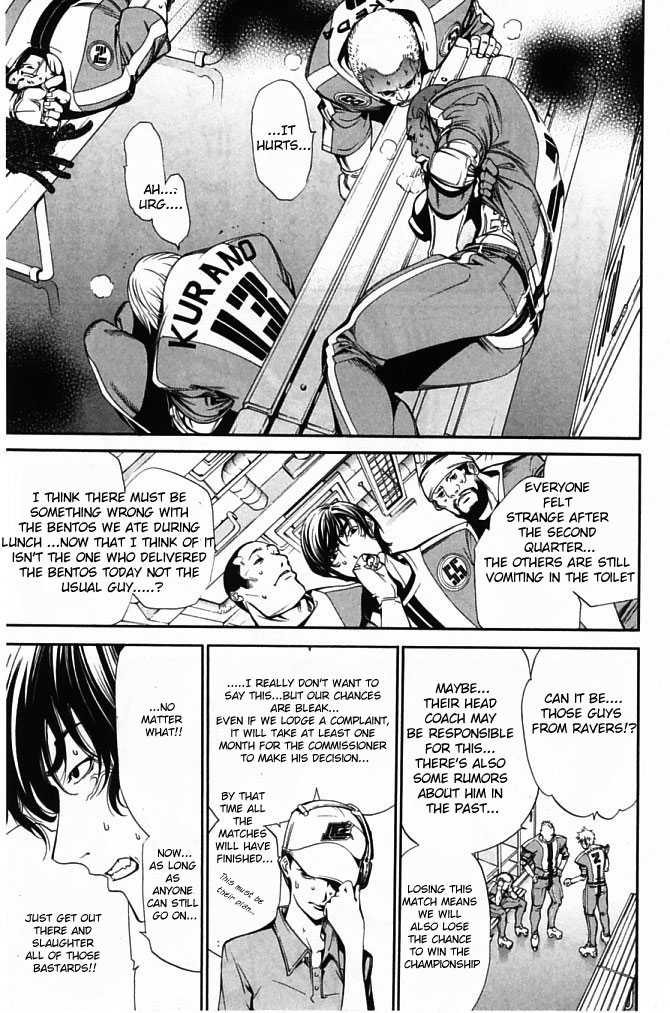 ...IT
HURTS...
AH....
URG....
KEDA
KURANO
13
EVERYONE
FELT
STRANGE AFTER
THE SECOND
QUARTER...
THE OTHERS ARE STILL
VOMITING IN THE TOILET
I THINK THERE MUST BE
SOMETHING WRONG WITH
THE BENTOS WE ATE DURING
LUNCH ...NOW THAT I THINK OF IT,
ISN'T THE ONE WHO DELIVERED
THE BENTOS TODAY NOT THE
USUAL GUY.....?
55
CAN IT BE....
THOSE GUYS
FROM RAVERS!?
2
MAYBE...
THEIR HEAD
COACH MAY
BE RESPONSIBLE
FOR THIS...
THERE'S ALSO
SOME RUMORS
ABOUT HIM IN
THE PAST...
LOSING THIS
MATCH MEANS
WE WILL
ALSO LOSE
THE CHANCE
TO WIN THE
CHAMPIONSHIP
.....I REALLY DON'T WANT TO
SAY THIS...BUT OUR CHANCES
ARE BLEAK...
EVEN IF WE LODGE A COMPLAINT,
IT WILL TAKE AT LEAST ONE
MONTH FOR THE COMMISSIONER
TO MAKE HIS DECISION...
BY THAT
TIME ALL
THE
MATCHES
WILL HAVE
FINISHED...
This must be
their plan...
...NO
MATTER
WHAT!!
NOW...
AS LONG
AS
ANYONE
CAN STILL
GO ON...
JUST GET OUT
THERE AND
SLAUGHTER
ALL OF THOSE
BASTARDS!!